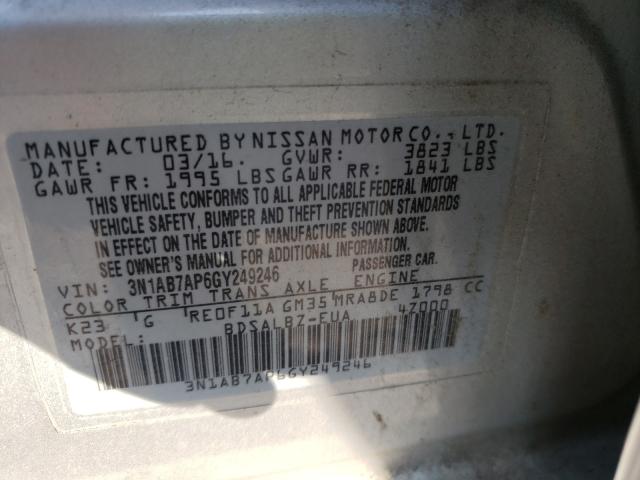 MANUFACTURED BY NISSAN MOTOR CO., LTD.
DATE: 03/16. GVWR: 3823 LBS
GAWR FR: 1995 LBS GAWR RR: 1841 LBS
THIS VEHICLE CONFORMS TO ALL APPLICABLE FEDERAL MOTOR
VEHICLE SAFETY, BUMPER AND THEFT PREVENTION STANDARDS
IN EFFECT ON THE DATE OF MANUFACTURE SHOWN ABOVE.
SEE OWNER'S MANUAL FOR ADDITIONAL INFORMATION.
VIN: 3N1AB7AP6GY249246 PASSENGER CAR.
COLOR TRIM TRANS AXLE ENGINE
K23 G RE0F11A GM35 MRA8DE 1798 CC
MODEL: BDSALB7-EUA 4Z000
3N1AB7AP6GY249246